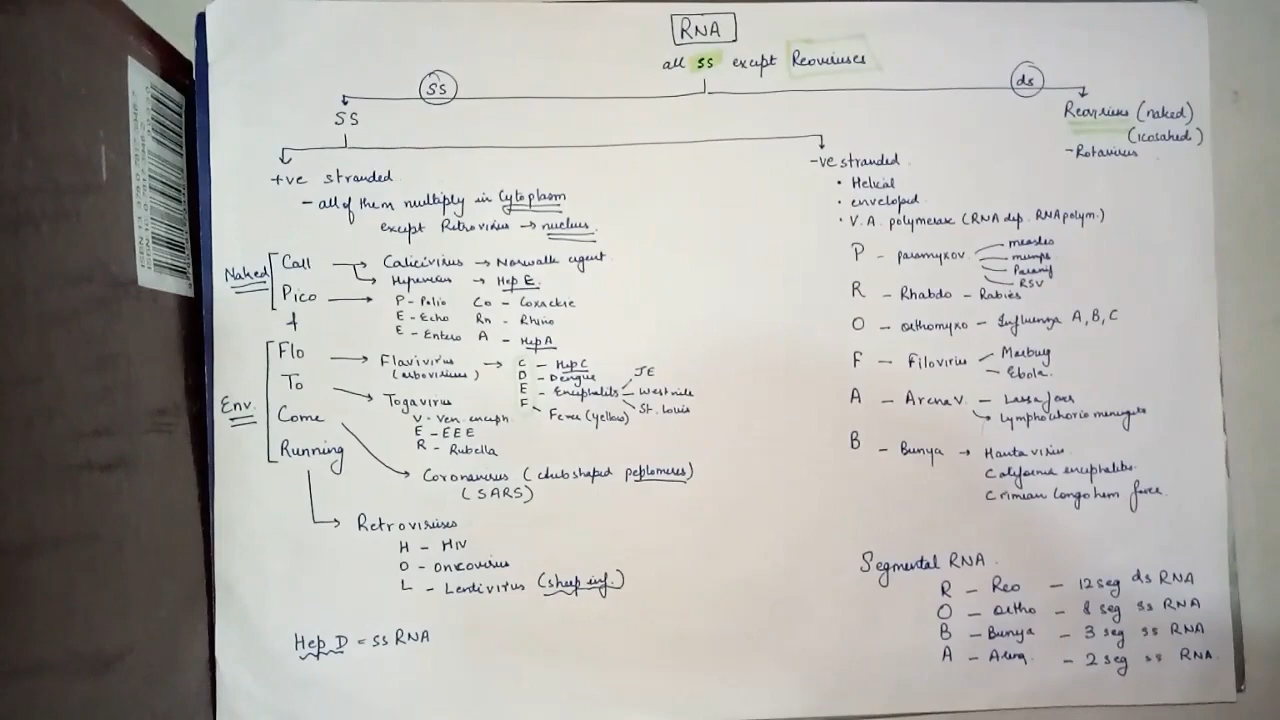 RNA
all ss except Reoviruses
ss
ds
SS
Reoviruses (naked)
(icosahed)
- Rotavirus
+ve stranded
- all of them multiply in Cytoplasm
except Retrovirus → nucleus.
Naked
Call → Calicivirus → Norwalk agent
Hepevirus → Hep E.
Pico → P - Polio Co - Coxackie
E - Echo Rn - Rhino
E - Entero A - Hep A
+
Env.
Flo → Flavivirus → C - Hep C
(arbovirus)
D - Dengue
E - Encephalitis JE
West nile
St. Louis
F - Fever (yellow)
To → Togavirus
V - Ven. enceph
E - EEE
R - Rubella
Come
Coronavirus (club shaped peplomeres)
(SARS)
Running
Retroviruses
H - HIV
O - oncovirus
L - Lentivirus (sheep inf.)
Hep D = ss RNA
-ve stranded
• Helical
• enveloped
• V.A. polymerase (RNA dep. RNA polym.)
P - paramyxov. measles
mumps
Parainf
RSV
R - Rhabdo - Rabies
O - orthomyxo - Influenza A, B, C
F - Filovirus Marbug
Ebola.
A - Arena v. - Lassa fever
Lymphochorio
B - Bunya → Hanta virus
California encephalitis
Crimean Congo hem fever
Segmental RNA.
R - Reo - 12 seg ds RNA
O - Ortho - 8 seg ss RNA
B - Bunya - 3 seg ss RNA
A - Arena. - 2 seg ss RNA.